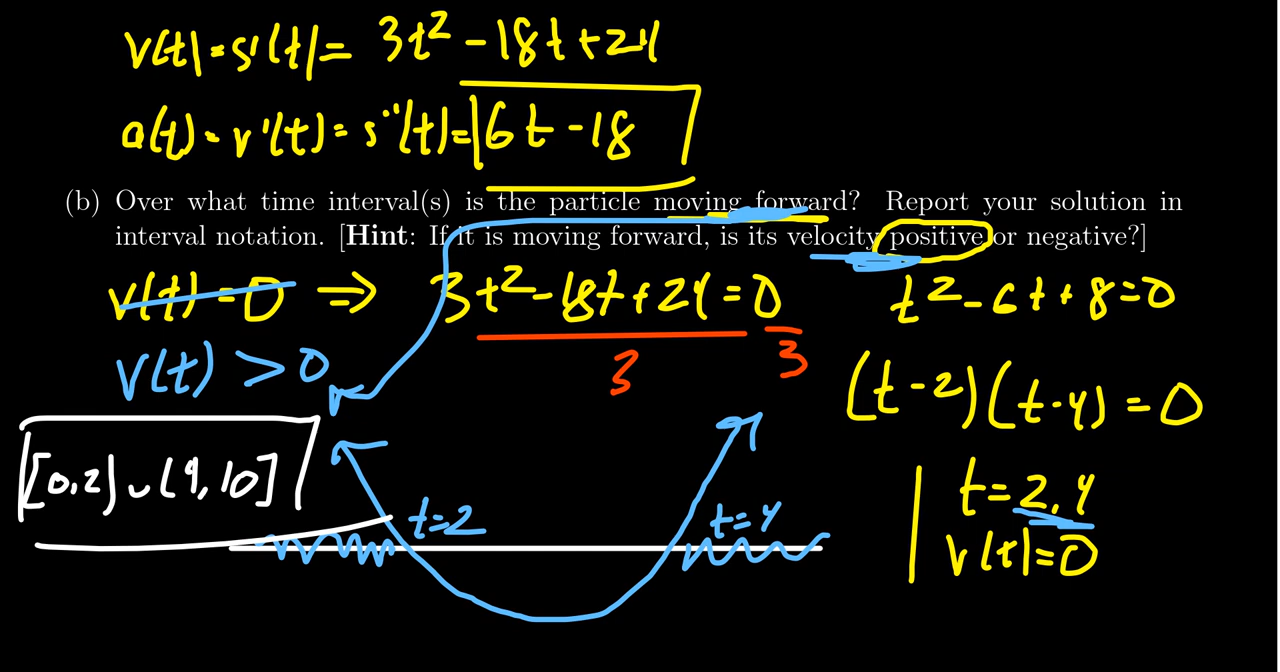 v(t) = s'(t) = 3t² - 18t + 24
a(t) = v'(t) = s''(t) = 6t - 18
(b) Over what time interval(s) is the particle moving forward? Report your solution in
interval notation. [Hint: If it is moving forward, is its velocity positive or negative?]
v(t) = 0 ⇒ 3t² - 18t + 24 = 0 t² - 6t + 8 = 0
3 3
v(t) > 0
(t - 2)(t - 4) = 0
[0, 2) ∪ (4, 10]
t = 2 t = 4
t = 2, 4
v(t) = 0